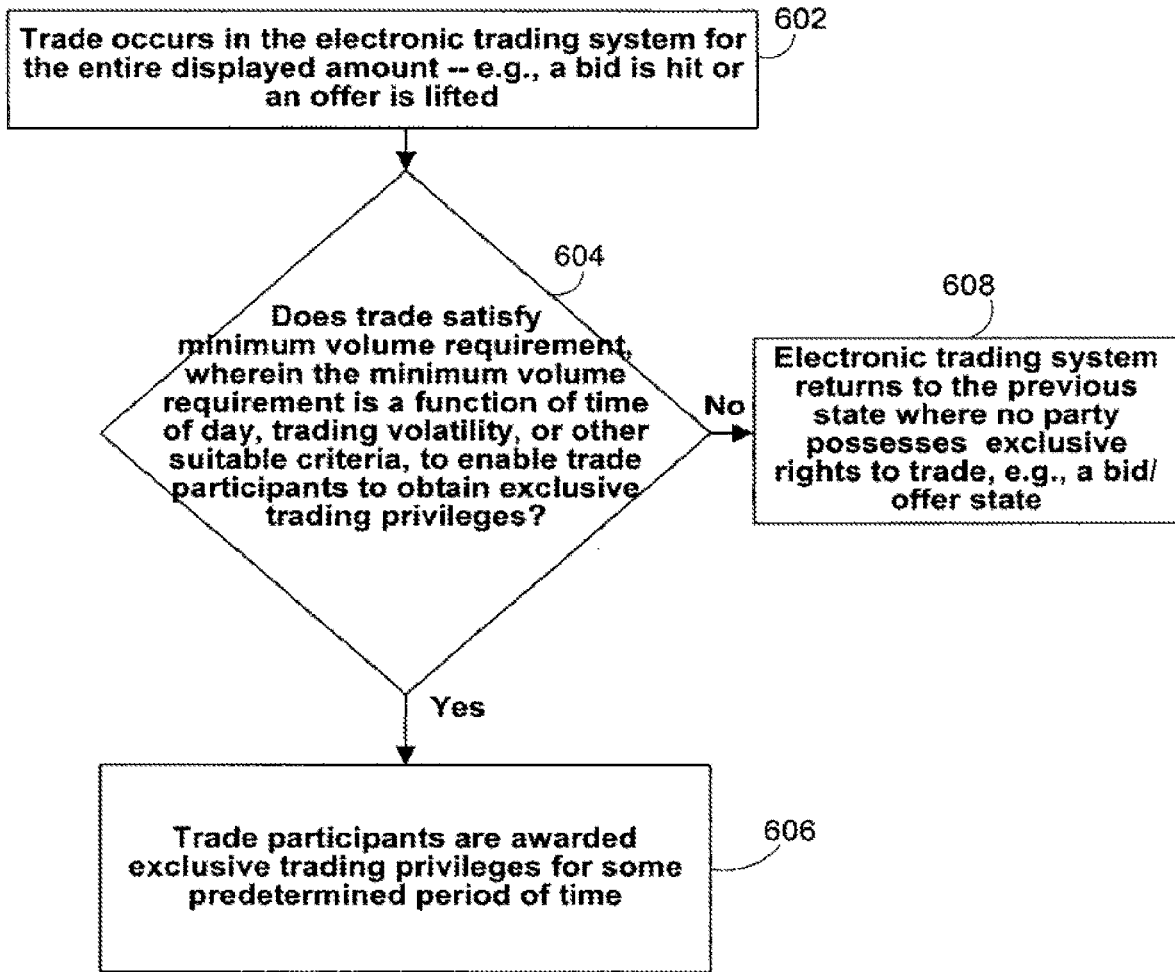 602
Trade occurs in the electronic trading system for
the entire displayed amount -- e.g., a bid is hit or
an offer is lifted
604
Does trade satisfy
minimum volume requirement,
wherein the minimum volume
requirement is a function of time
of day, trading volatility, or other
suitable criteria, to enable trade
participants to obtain exclusive
trading privileges?
No
608
Electronic trading system
returns to the previous
state where no party
possesses exclusive
rights to trade, e.g., a bid/
offer state
Yes
606
Trade participants are awarded
exclusive trading privileges for some
predetermined period of time